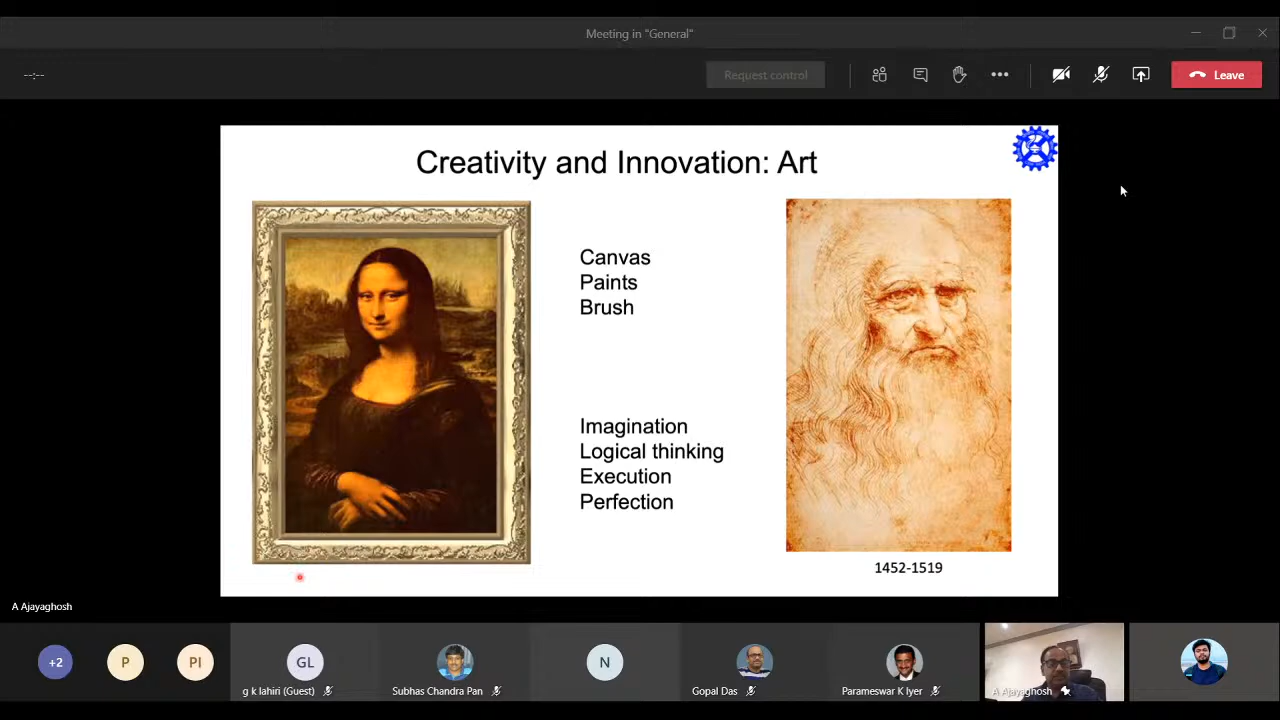 Meeting in "General"
--:--
Request control
Leave
Creativity and Innovation: Art
Canvas
Paints
Brush
Imagination
Logical thinking
Execution
Perfection
1452-1519
A Ajayaghosh
+2
P
PI
GL
N
g k lahiri (Guest)
Subhas Chandra Pan
Gopal Das
Parameswar K Iyer
A Ajayaghosh